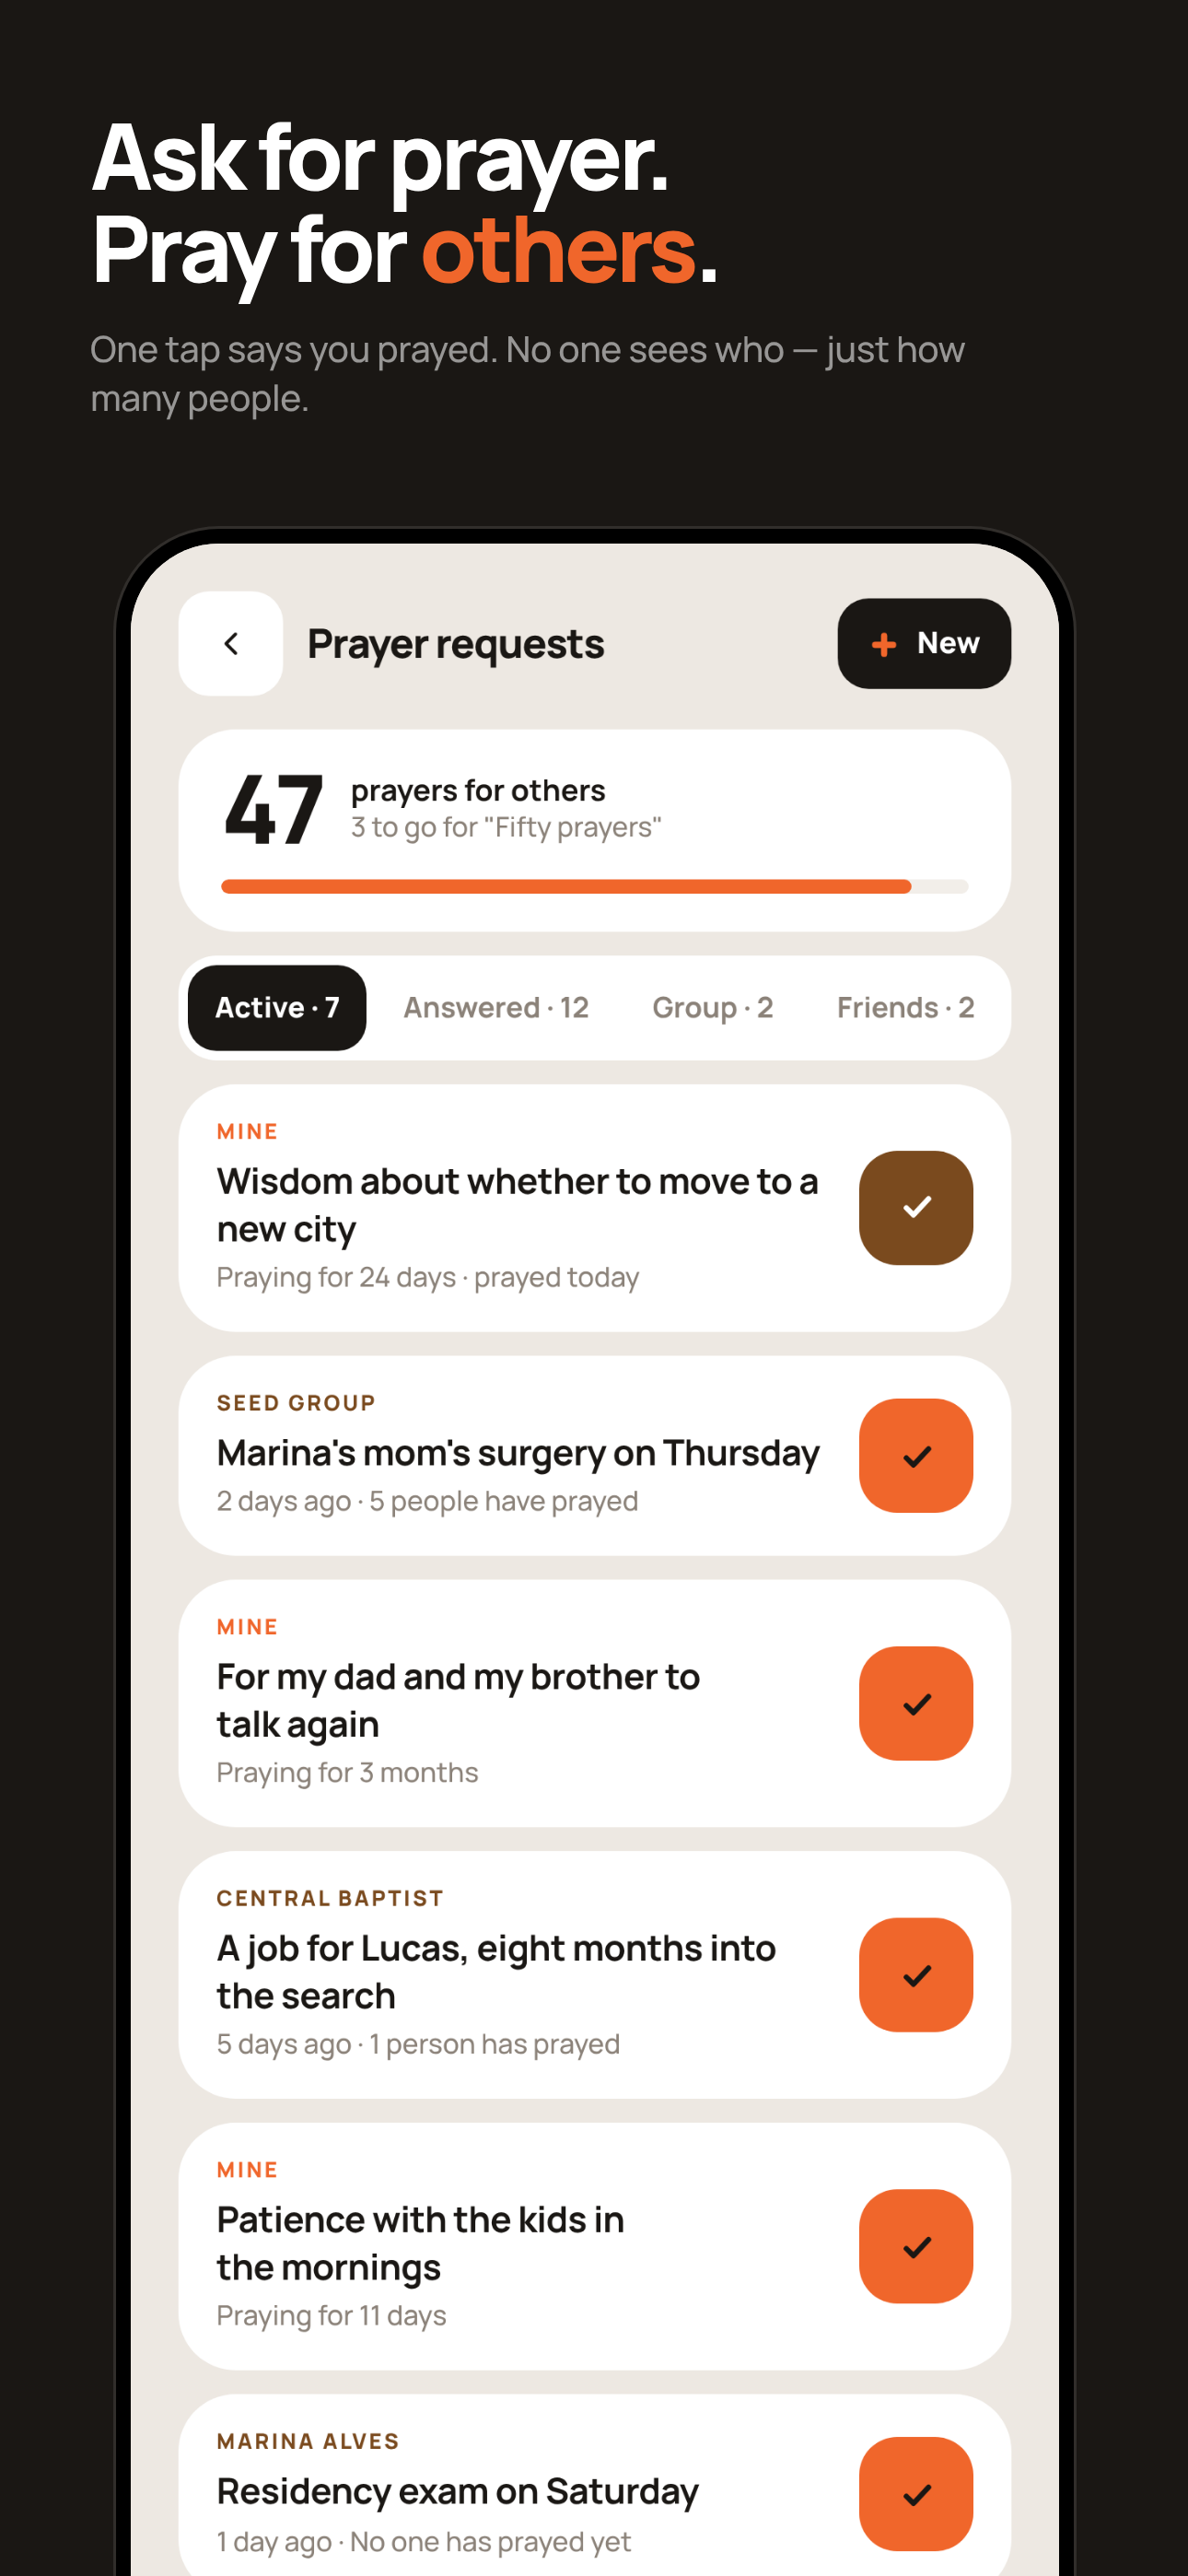 Ask for prayer.
Pray for others.
One tap says you prayed. No one sees who — just how
many people.
Prayer requests
New
47
prayers for others
3 to go for "Fifty prayers"
Active · 7
Answered · 12
Group · 2
Friends · 2
MINE
Wisdom about whether to move to a
new city
Praying for 24 days · prayed today
SEED GROUP
Marina's mom's surgery on Thursday
2 days ago · 5 people have prayed
MINE
For my dad and my brother to
talk again
Praying for 3 months
CENTRAL BAPTIST
A job for Lucas, eight months into
the search
5 days ago · 1 person has prayed
MINE
Patience with the kids in
the mornings
Praying for 11 days
MARINA ALVES
Residency exam on Saturday
1 day ago · No one has prayed yet